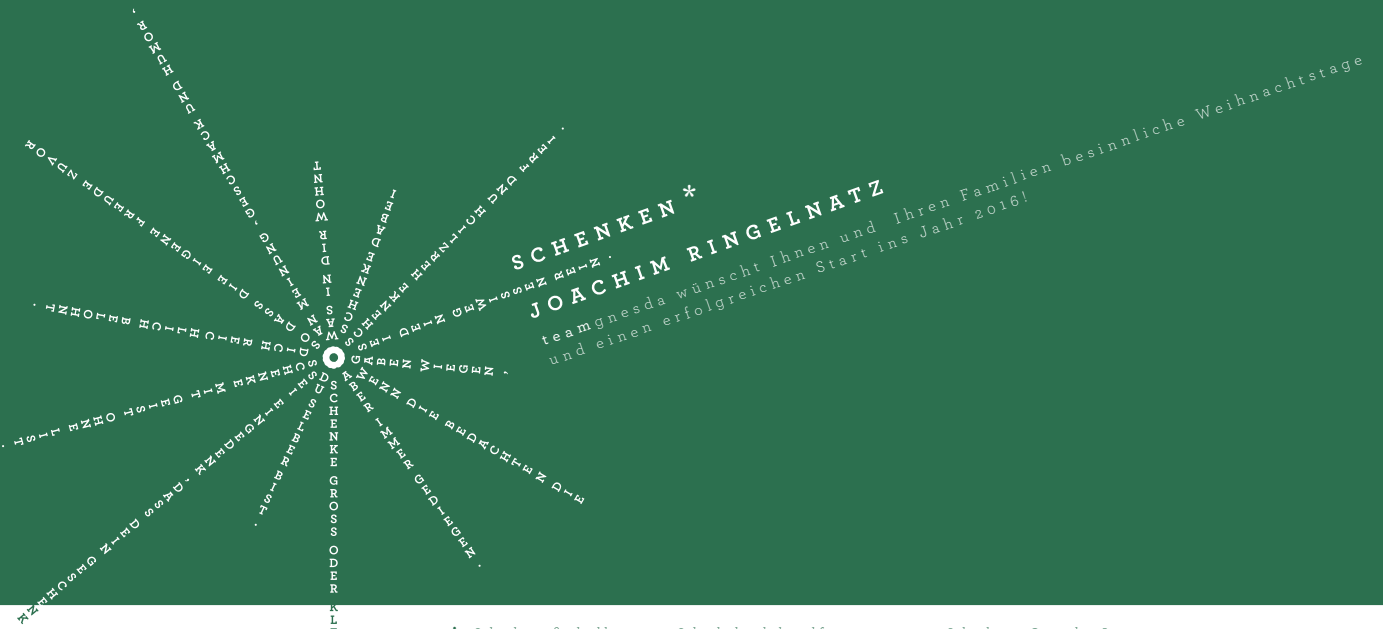 SCHENKEN*
JOACHIM RINGELNATZ
teamgnesda wünscht Ihnen und Ihren Familien besinnliche Weihnachtstage
und einen erfolgreichen Start ins Jahr 2016!
SCHENKE GROSS ODER KL
ABER IMMER GEDIEGEN.
WENN DIE BEDACHTEN DIE
GABEN WIEGEN,
SEI DEIN GEWISSEN REIN.
SCHENKE HERZLICH UND FREI.
SCHENKE DABEI
WAS IN DIR WOHNT
AN MEINUNG, GESCHMACK UND HUMOR,
SO DASS DIE EIGENE FREUDE ZUVOR
DICH REICHLICH BELOHNT.
SCHENKE MIT GEIST OHNE LIST.
SEI EINGEDENK, DASS DEIN GESCHENK
DU SELBER BIST.